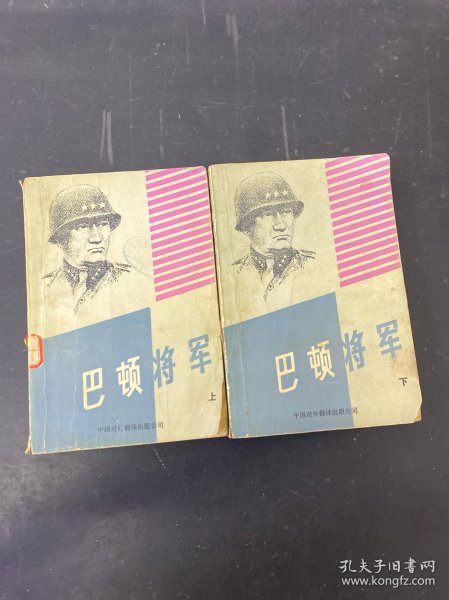 巴顿将军
上
中国对外翻译出版公司
巴顿将军
下
中国对外翻译出版公司
孔夫子旧书网
www.kongfz.com